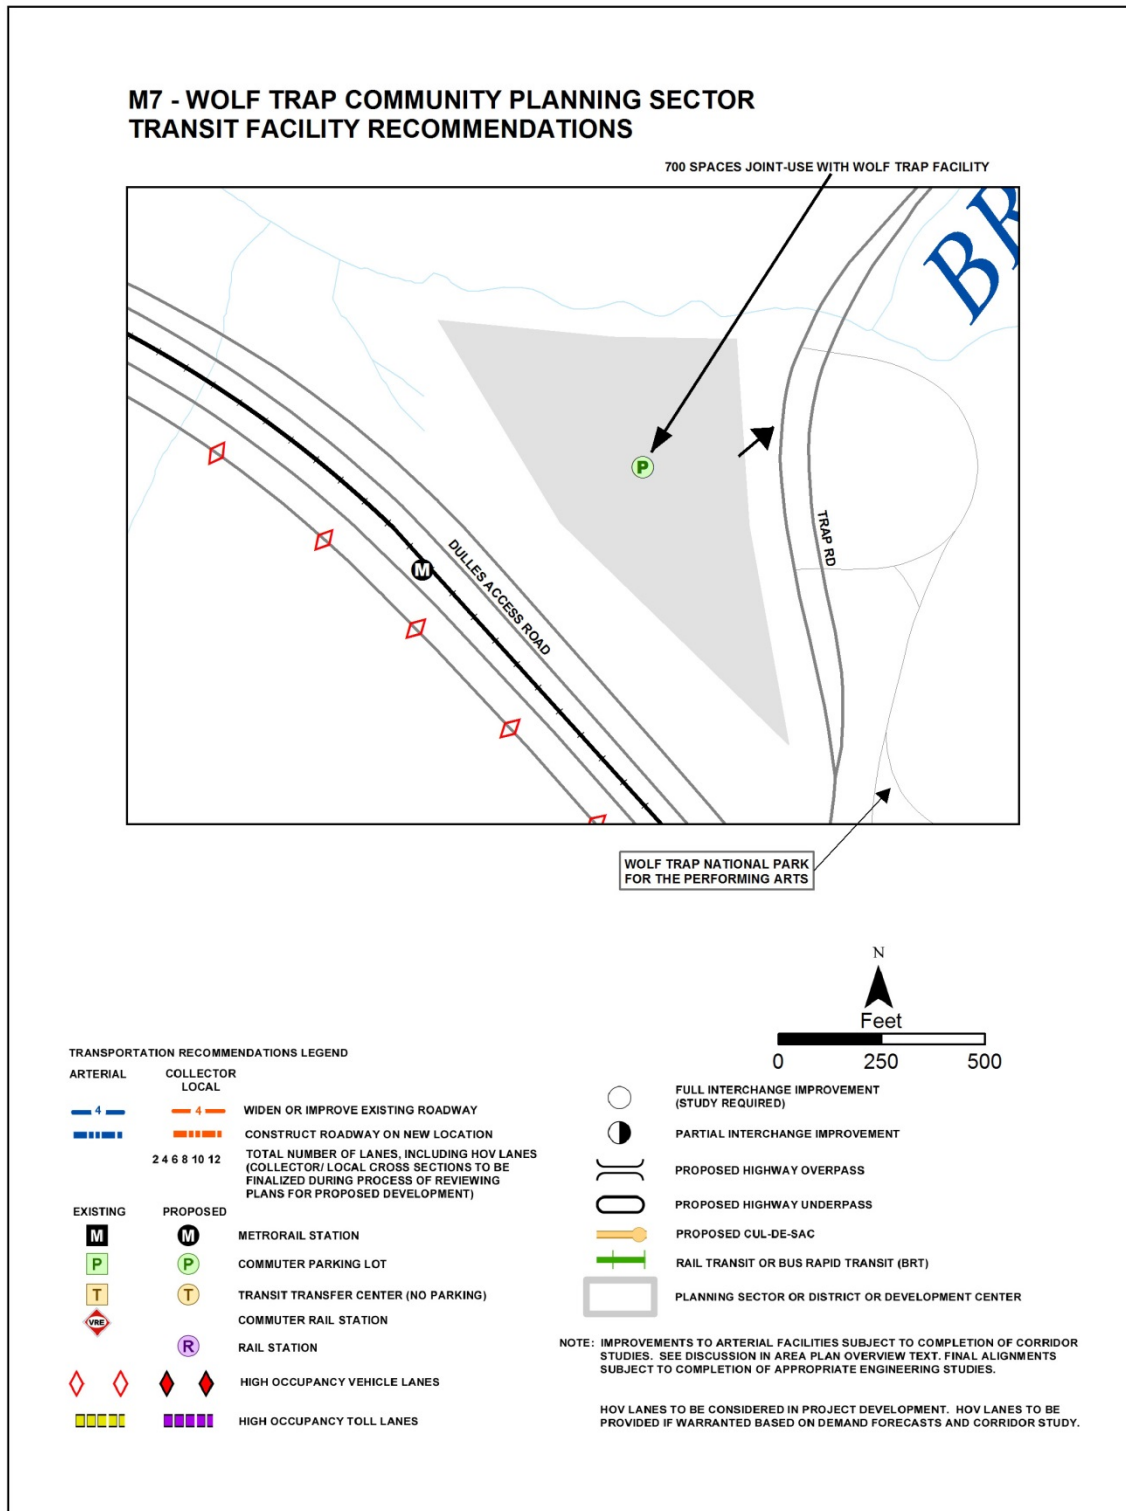 M7 - WOLF TRAP COMMUNITY PLANNING SECTOR
TRANSIT FACILITY RECOMMENDATIONS
700 SPACES JOINT-USE WITH WOLF TRAP FACILITY
BR
P
TRAP RD
M
DULLES ACCESS ROAD
WOLF TRAP NATIONAL PARK
FOR THE PERFORMING ARTS
N
Feet
0 250 500
TRANSPORTATION RECOMMENDATIONS LEGEND
ARTERIAL COLLECTOR
LOCAL
4 4 WIDEN OR IMPROVE EXISTING ROADWAY
CONSTRUCT ROADWAY ON NEW LOCATION
2 4 6 8 10 12 TOTAL NUMBER OF LANES, INCLUDING HOV LANES
(COLLECTOR/ LOCAL CROSS SECTIONS TO BE
FINALIZED DURING PROCESS OF REVIEWING
PLANS FOR PROPOSED DEVELOPMENT)
EXISTING PROPOSED
M M METRORAIL STATION
P P COMMUTER PARKING LOT
T T TRANSIT TRANSFER CENTER (NO PARKING)
VRE COMMUTER RAIL STATION
R RAIL STATION
HIGH OCCUPANCY VEHICLE LANES
HIGH OCCUPANCY TOLL LANES
FULL INTERCHANGE IMPROVEMENT
(STUDY REQUIRED)
PARTIAL INTERCHANGE IMPROVEMENT
PROPOSED HIGHWAY OVERPASS
PROPOSED HIGHWAY UNDERPASS
PROPOSED CUL-DE-SAC
RAIL TRANSIT OR BUS RAPID TRANSIT (BRT)
PLANNING SECTOR OR DISTRICT OR DEVELOPMENT CENTER
NOTE: IMPROVEMENTS TO ARTERIAL FACILITIES SUBJECT TO COMPLETION OF CORRIDOR
STUDIES. SEE DISCUSSION IN AREA PLAN OVERVIEW TEXT. FINAL ALIGNMENTS
SUBJECT TO COMPLETION OF APPROPRIATE ENGINEERING STUDIES.
HOV LANES TO BE CONSIDERED IN PROJECT DEVELOPMENT. HOV LANES TO BE
PROVIDED IF WARRANTED BASED ON DEMAND FORECASTS AND CORRIDOR STUDY.